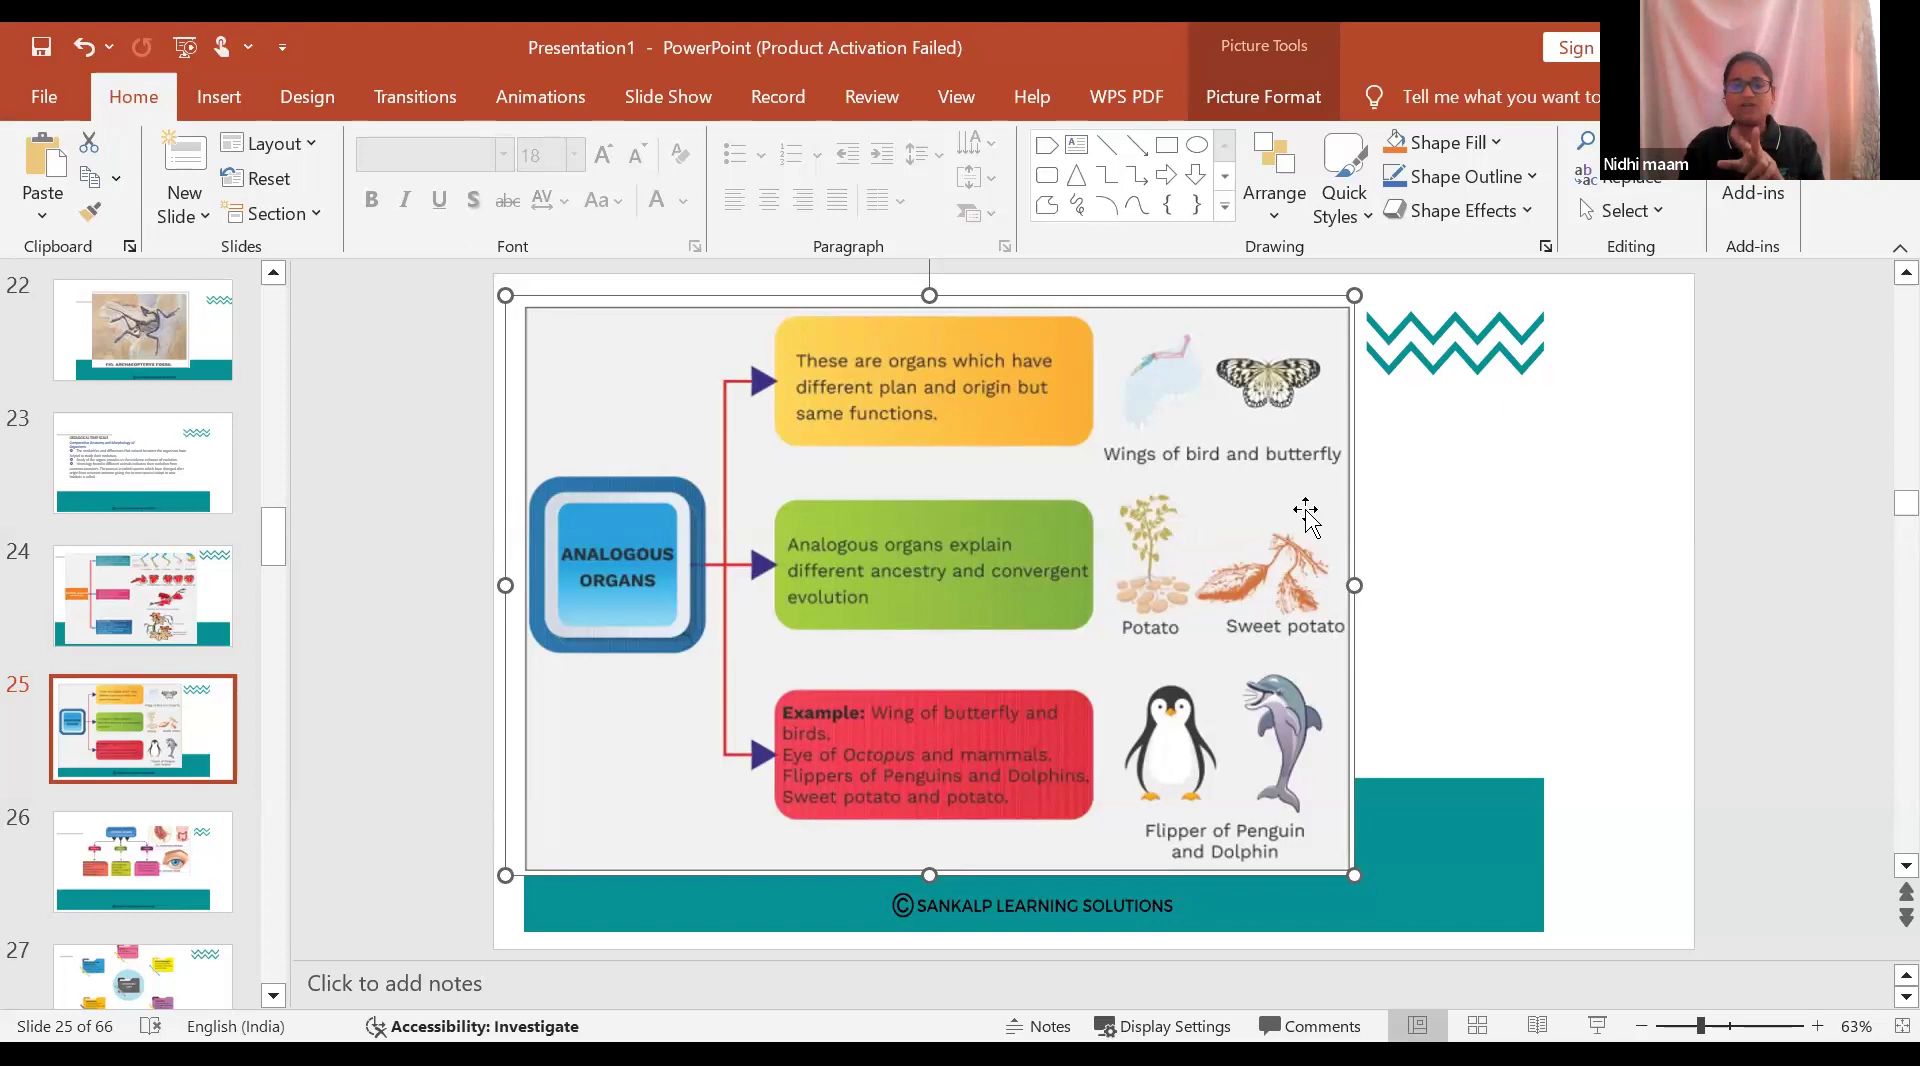 Presentation1 - PowerPoint (Product Activation Failed)
Picture Tools
Sign
File
Home
Insert
Design
Transitions
Animations
Slide Show
Record
Review
View
Help
WPS PDF
Picture Format
Tell me what you want to
Nidhi maam
Paste
New
Slide
Layout
Reset
Section
18
Arrange
Quick
Styles
Shape Fill
Shape Outline
Shape Effects
Replace
Select
Add-ins
Clipboard
Slides
Font
Paragraph
Drawing
Editing
Add-ins
22
23
24
25
26
27
ANALOGOUS
ORGANS
These are organs which have
different plan and origin but
same functions.
Wings of bird and butterfly
Analogous organs explain
different ancestry and convergent
evolution
Potato
Sweet potato
Example: Wing of butterfly and
birds.
Eye of Octopus and mammals.
Flippers of Penguins and Dolphins,
Sweet potato and potato.
Flipper of Penguin
and Dolphin
© SANKALP LEARNING SOLUTIONS
Click to add notes
Slide 25 of 66
English (India)
Accessibility: Investigate
Notes
Display Settings
Comments
63%